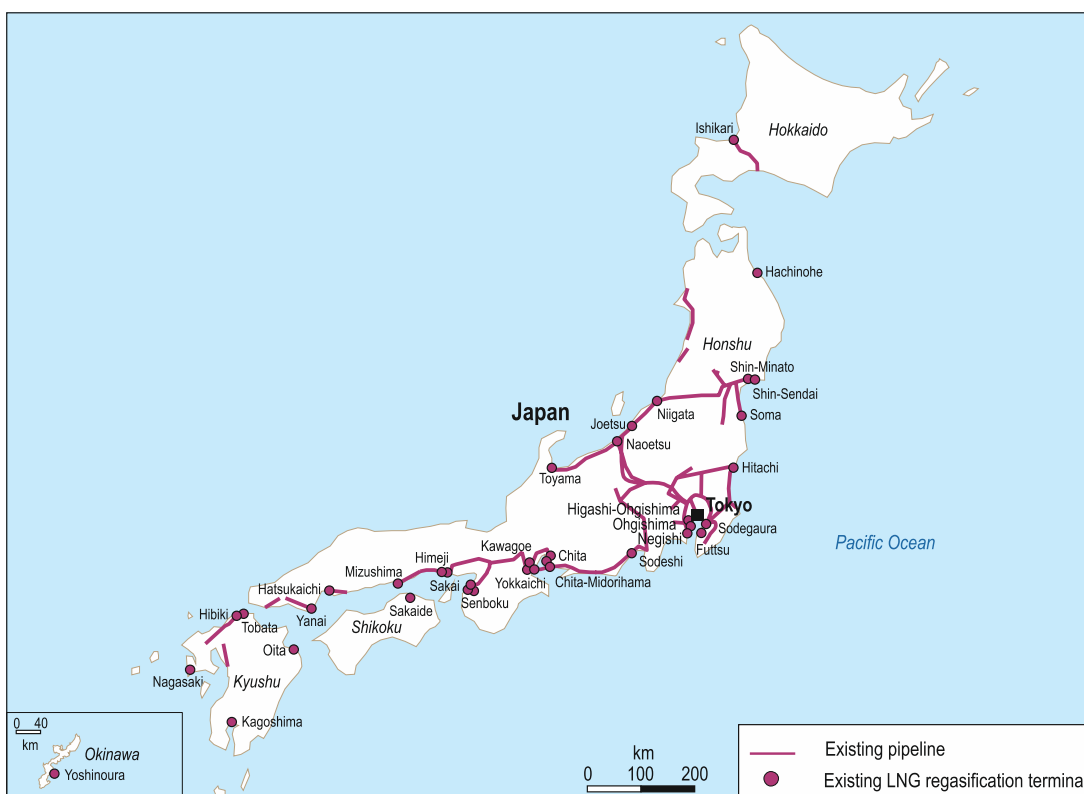 Ishikari
Hokkaido
Hachinohe
Honshu
Shin-Minato
Shin-Sendai
Japan
Niigata
Soma
Joetsu
Naoetsu
Toyama
Hitachi
Higashi-Ohgishima
Tokyo
Ohgishima
Sodegaura
Negishi
Futtsu
Pacific Ocean
Kawagoe
Chita
Sodeshi
Himeji
Mizushima
Sakai
Yokkaichi
Chita-Midorihama
Hatsukaichi
Senboku
Sakaide
Hibiki
Yanai
Tobata
Shikoku
Oita
Nagasaki
Kyushu
Kagoshima
0 40
km
Okinawa
Yoshinoura
km
0 100 200
Existing pipeline
Existing LNG regasification termina